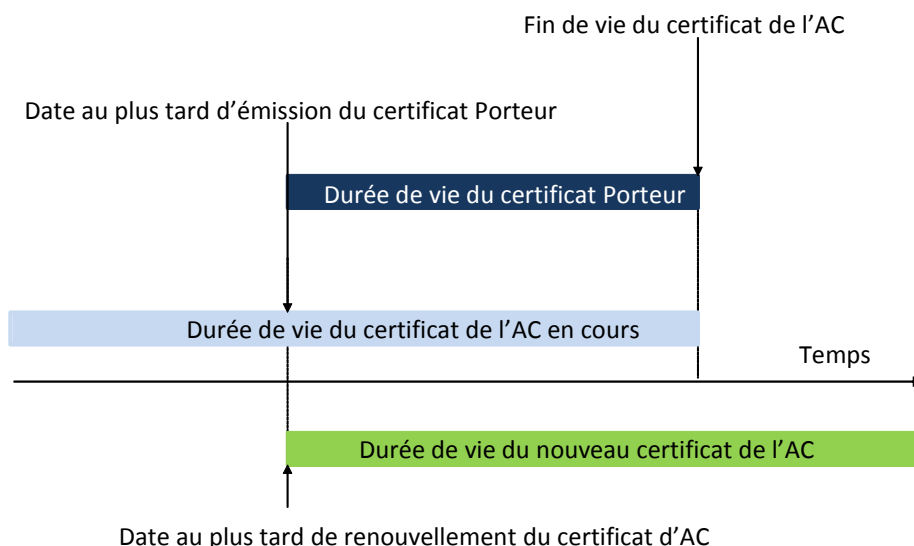 Fin de vie du certificat de l’AC
Date au plus tard d’émission du certificat Porteur
Durée de vie du certificat Porteur
Durée de vie du certificat de l’AC en cours
Temps
Durée de vie du nouveau certificat de l’AC
Date au plus tard de renouvellement du certificat d’AC